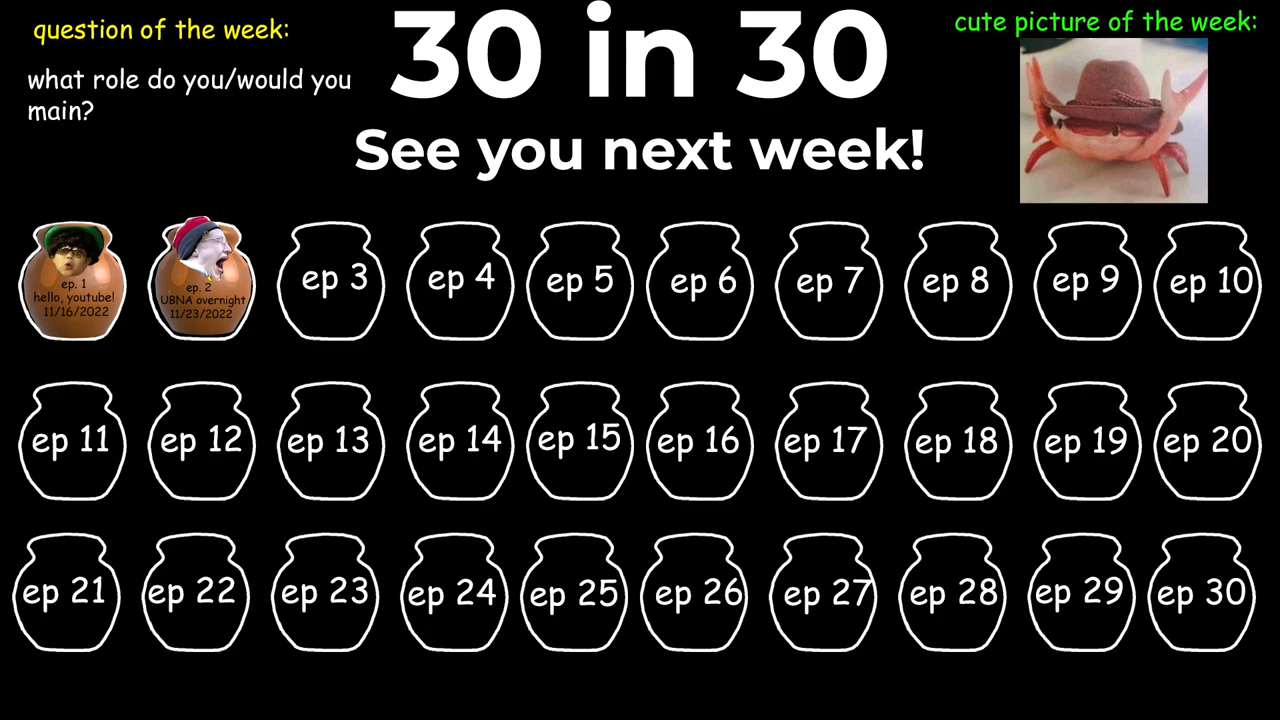 question of the week:
what role do you/would you
main?
30 in 30
See you next week!
cute picture of the week:
ep. 1
hello, youtube!
11/16/2022
ep. 2
UBNA overnight
11/23/2022
ep 3
ep 4
ep 5
ep 6
ep 7
ep 8
ep 9
ep 10
ep 11
ep 12
ep 13
ep 14
ep 15
ep 16
ep 17
ep 18
ep 19
ep 20
ep 21
ep 22
ep 23
ep 24
ep 25
ep 26
ep 27
ep 28
ep 29
ep 30